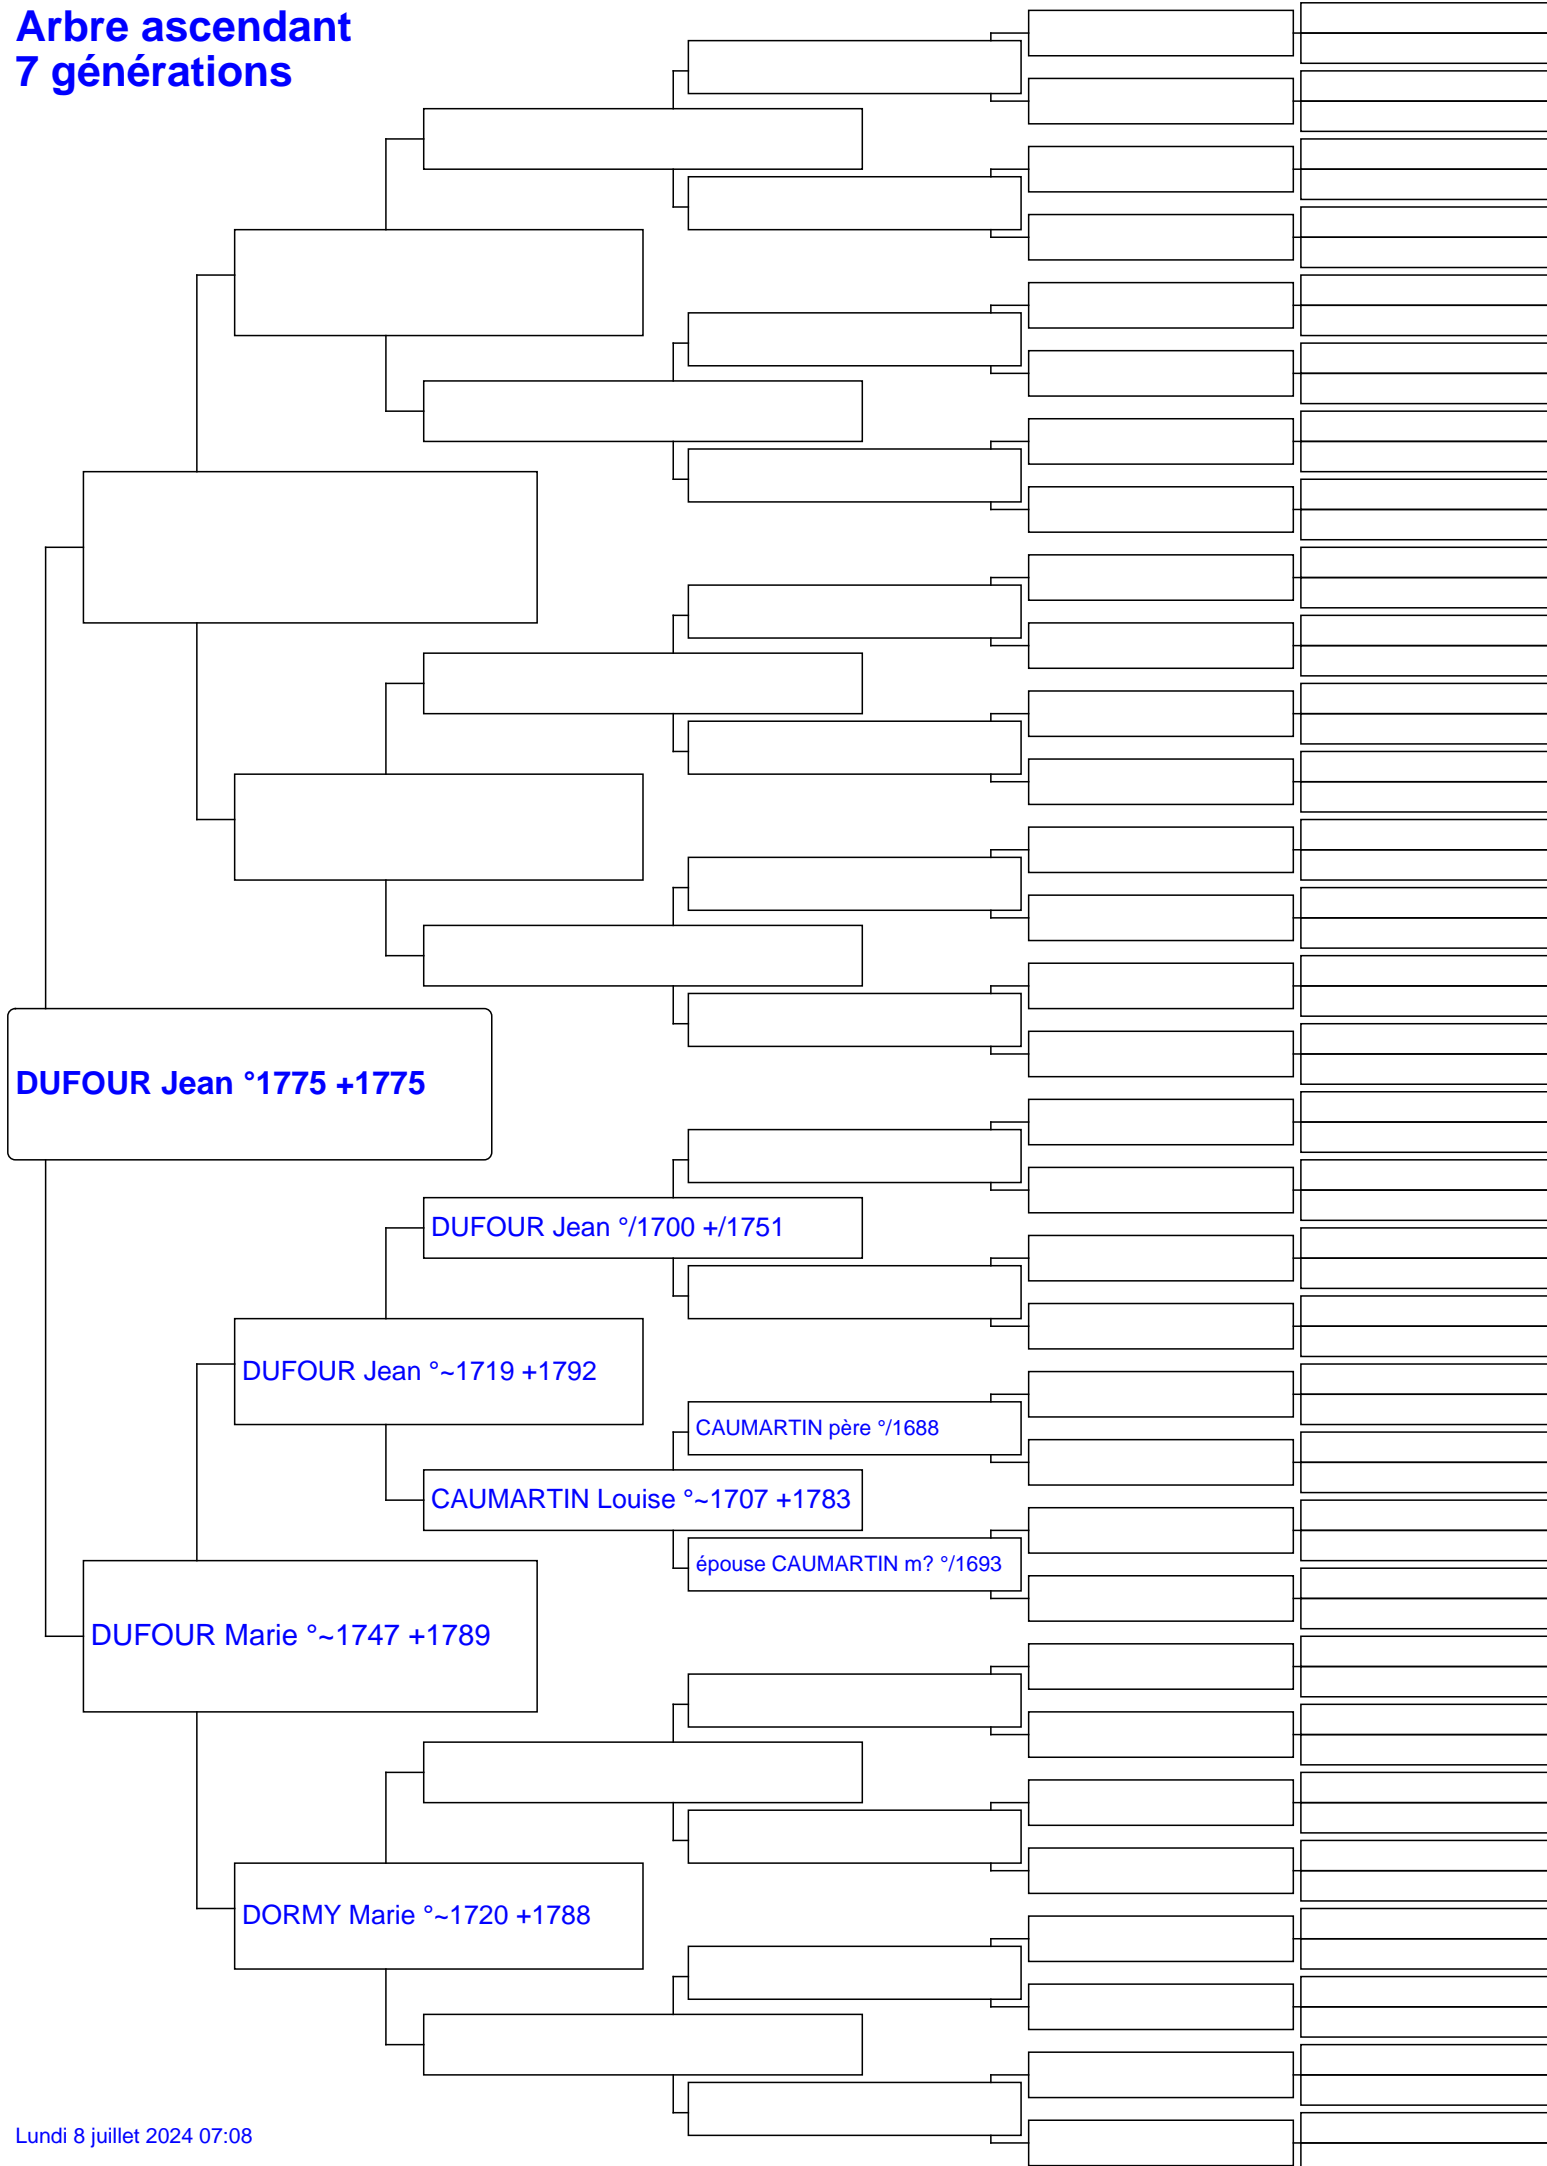 Arbre ascendant
7 générations
DUFOUR Jean °1775 +1775
DUFOUR Jean °/1700 +/1751
DUFOUR Jean °~1719 +1792
CAUMARTIN père °/1688
CAUMARTIN Louise °~1707 +1783
épouse CAUMARTIN m? °/1693
DUFOUR Marie °~1747 +1789
DORMY Marie °~1720 +1788
Lundi 8 juillet 2024 07:08